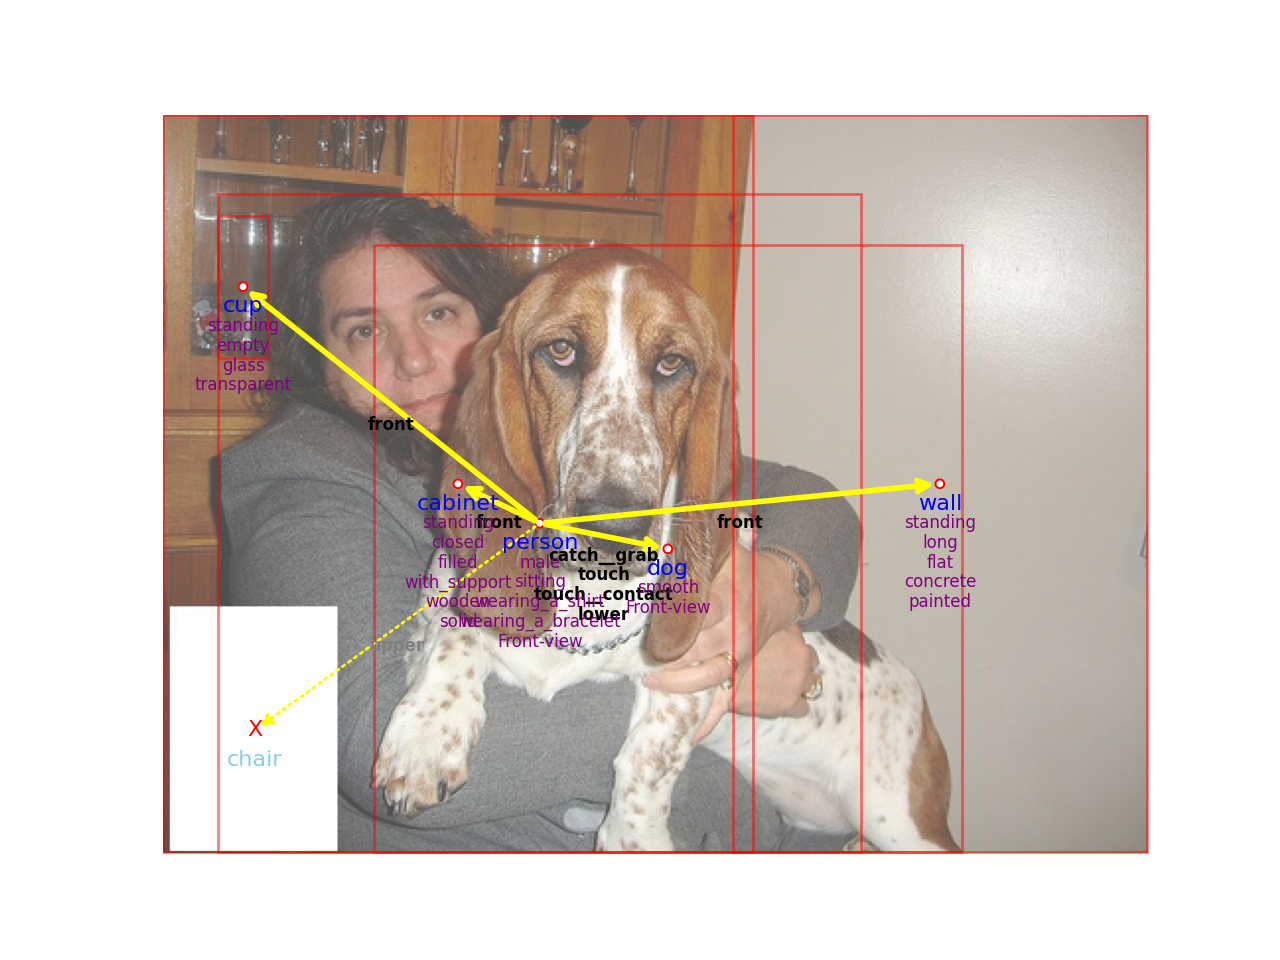 cup
standing
empty
glass
transparent
front
cabinet
standing
closed
filled
with_support
wooden
solid
front
person
male
sitting
wearing_a_shirt
wearing_a_bracelet
Front-view
catch__grab
touch
touch__contact
lower
dog
smooth
Front-view
front
wall
standing
long
flat
concrete
painted
upper
X
chair